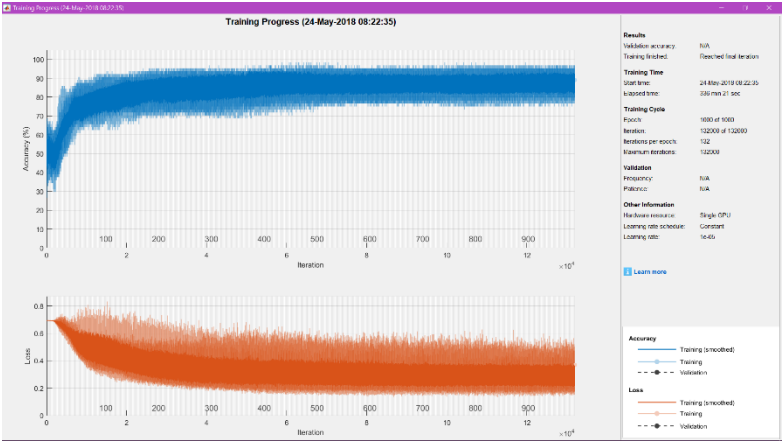 Training Progress (24-May-2018 08:22:35)
Training Progress (24-May-2018 08:22:35)
100
90
80
70
60
50
40
30
20
10
0
Accuracy (%)
100 200 300 400 500 600 700 800 900
0 2 4 6 8 10 12
Iteration
×10⁴
0.8
0.6
0.4
0.2
0
Loss
100 200 300 400 500 600 700 800 900
0 2 4 6 8 10 12
Iteration
×10⁴
Results
Validation accuracy: N/A
Training finished: Reached final iteration
Training Time
Start time: 24-May-2018 08:22:35
Elapsed time: 336 min 21 sec
Training Cycle
Epoch: 1000 of 1000
Iteration: 132000 of 132000
Iterations per epoch: 132
Maximum iterations: 132000
Validation
Frequency: N/A
Patience: N/A
Other Information
Hardware resource: Single GPU
Learning rate schedule: Constant
Learning rate: 1e-05
i Learn more
Accuracy
Training (smoothed)
Training
Validation
Loss
Training (smoothed)
Training
Validation